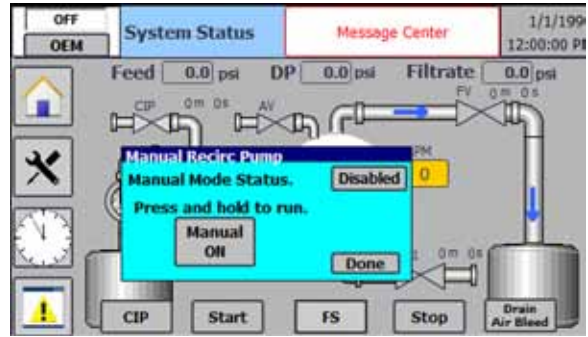 OFF
OEM
System Status
Message Center
1/1/199
12:00:00 P
Feed 0.0 psi DP 0.0 psi Filtrate 0.0 psi
CIP 0m 0s AV
FV 0m 0s
Manual Recirc Pump
Manual Mode Status. Disabled
PM
0
Press and hold to run.
Manual
ON
Done
0m 0s
CIP
Start
FS
Stop
Drain
Air Bleed